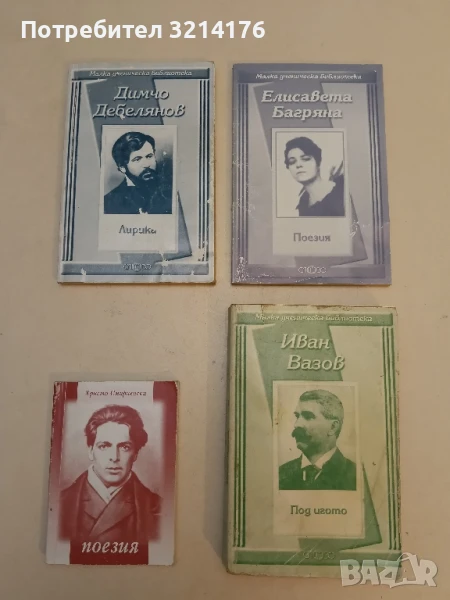 Потребител 3214176
Малка ученическа библиотека
Димчо
Дебелянов
Лирика
Малка ученическа библиотека
Елисавета
Багряна
Поезия
Малка ученическа библиотека
Иван
Вазов
Под игото
Христо Смирненски
поезия
bazar